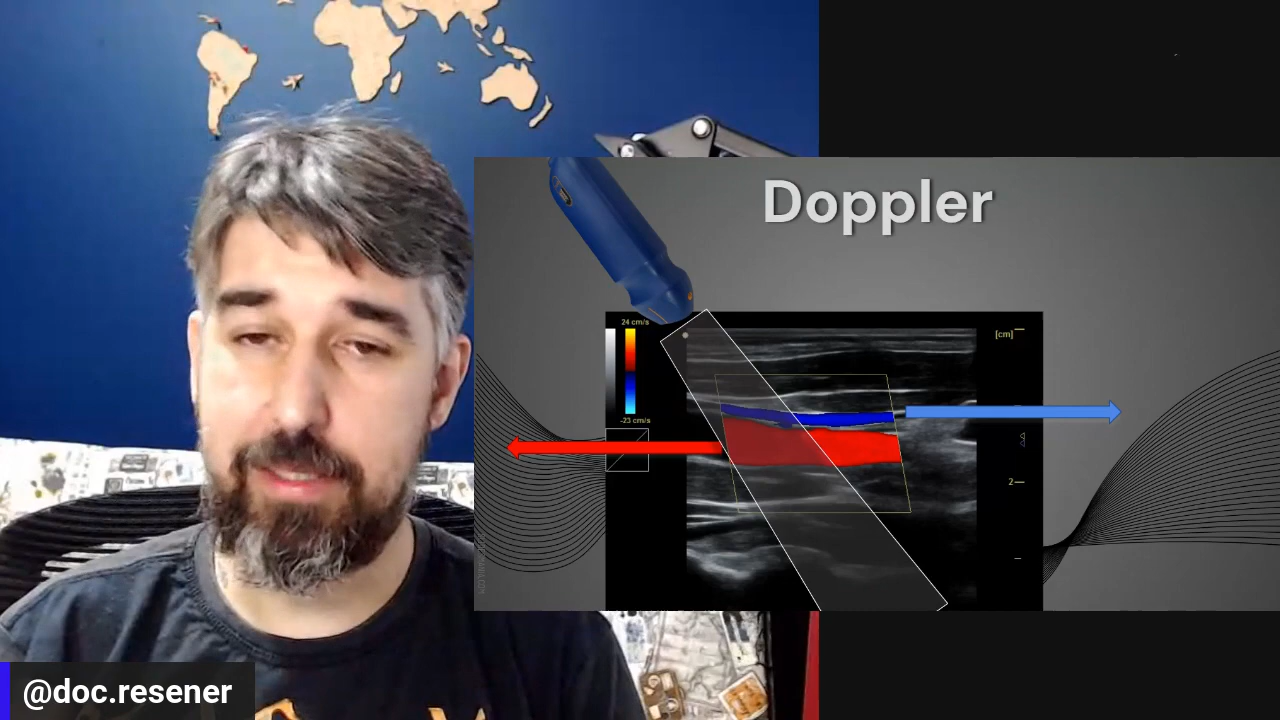 Doppler
24 cm/s
[cm]
-23 cm/s
2
@doc.resener